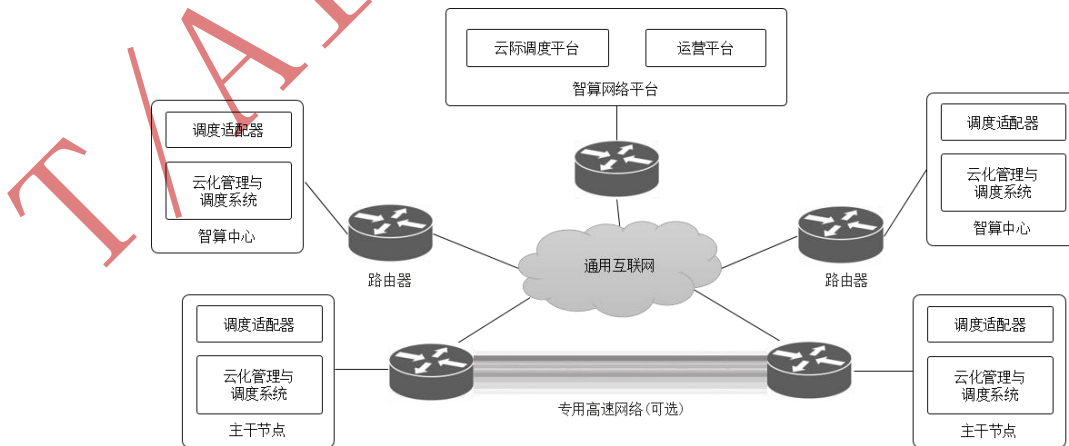 T/AI
云际调度平台
运营平台
智算网络平台
调度适配器
云化管理与
调度系统
智算中心
调度适配器
云化管理与
调度系统
智算中心
路由器
通用互联网
路由器
调度适配器
云化管理与
调度系统
主干节点
专用高速网络(可选)
调度适配器
云化管理与
调度系统
主干节点